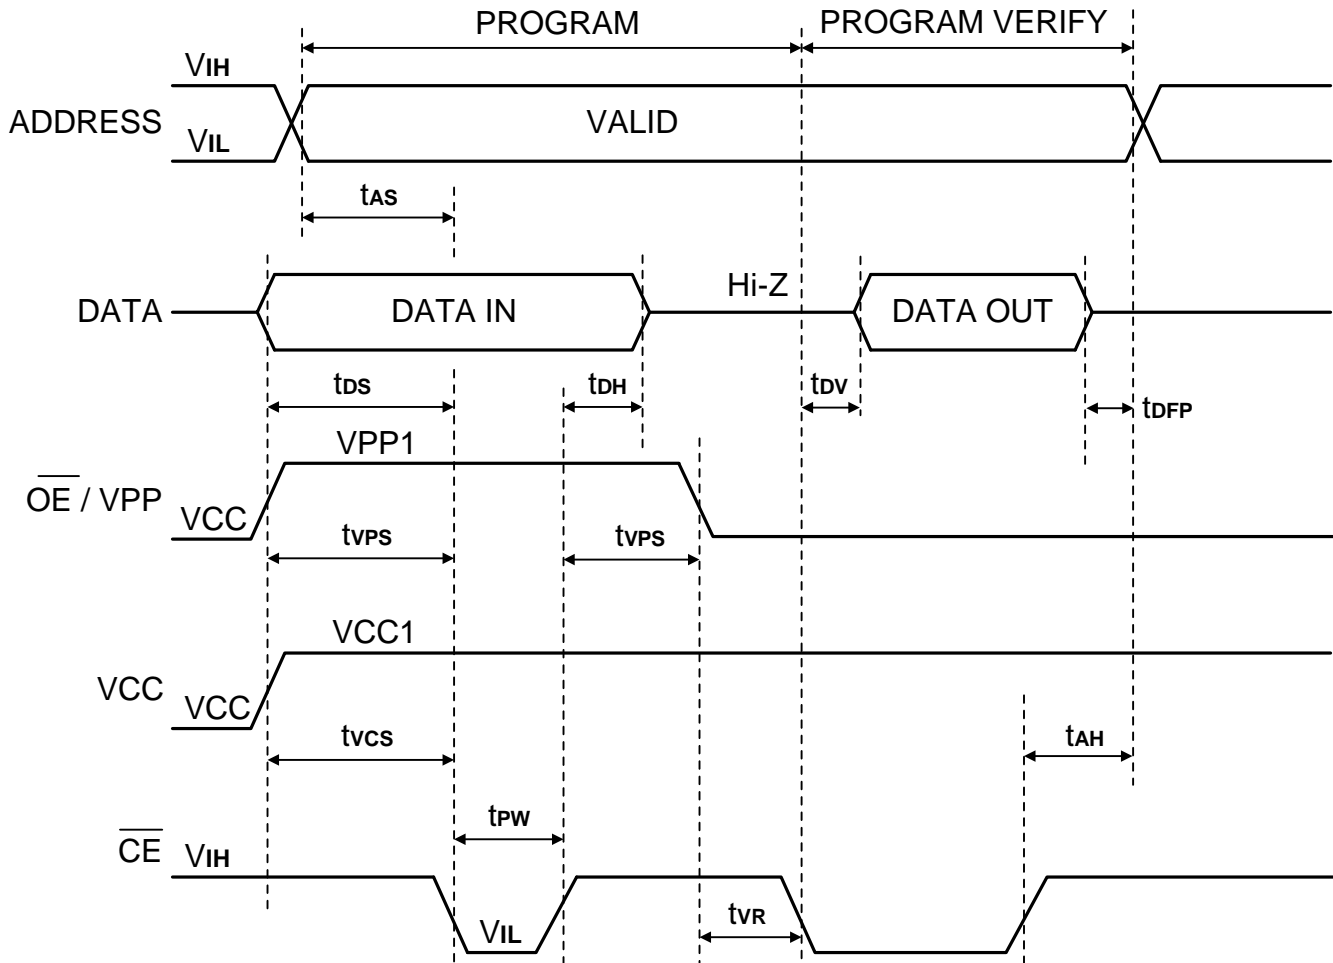 PROGRAM PROGRAM VERIFY
VIH
ADDRESS VALID
VIL
tAS
Hi-Z
DATA DATA IN DATA OUT
tDS tDH tDV tDFP
VPP1
OE / VPP
VCC tVPS tVPS
VCC1
VCC VCC
tVCS tAH
tPW
CE VIH
VIL tVR